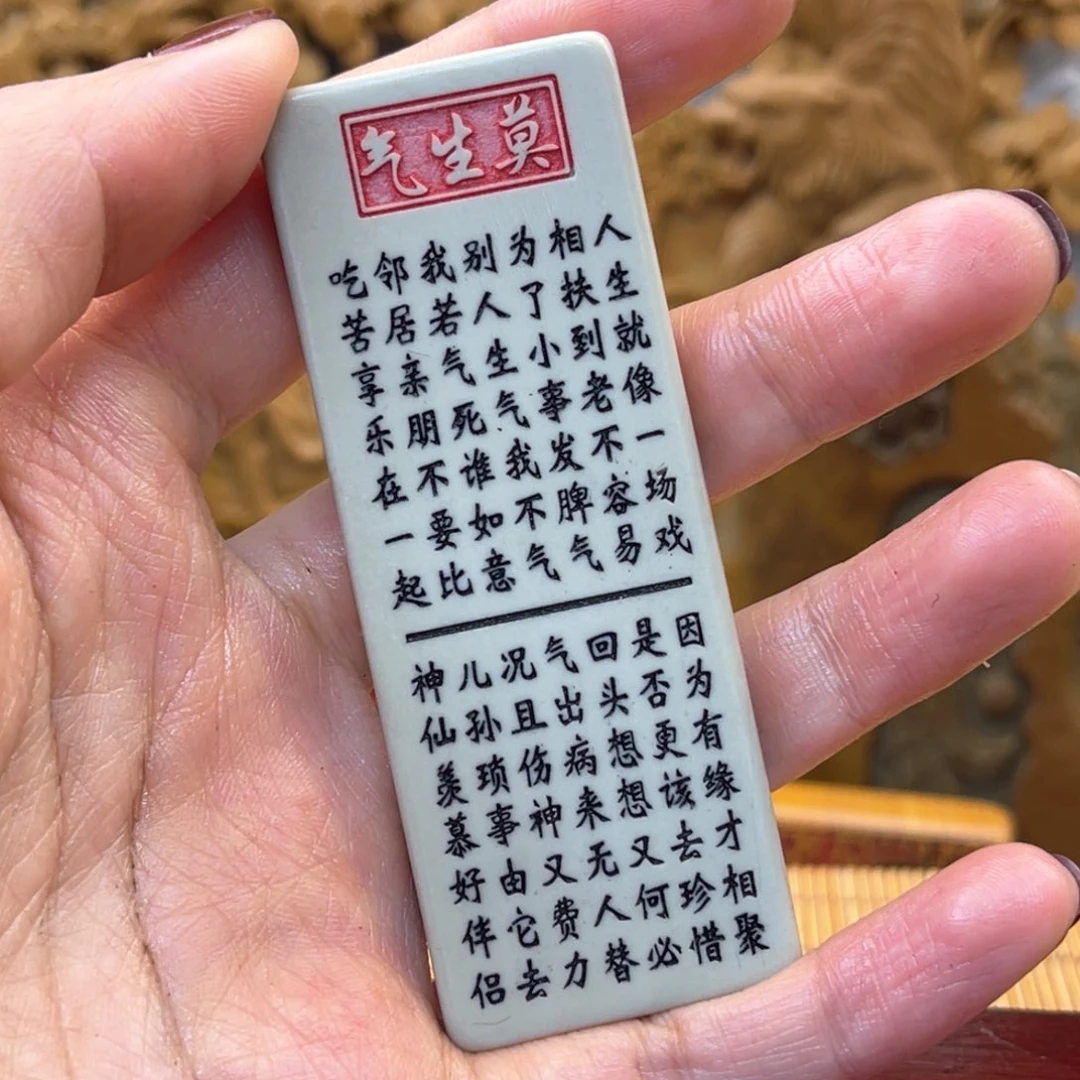 莫生气
人生就像一场戏
因为有缘才相聚
相扶到老不容易
是否更该去珍惜
为了小事发脾气
回头想想又何必
别人生气我不气
气出病来无人替
我若气死谁如意
况且伤神又费力
邻居亲朋不要比
儿孙琐事由它去
吃苦享乐在一起
神仙羡慕好伴侣